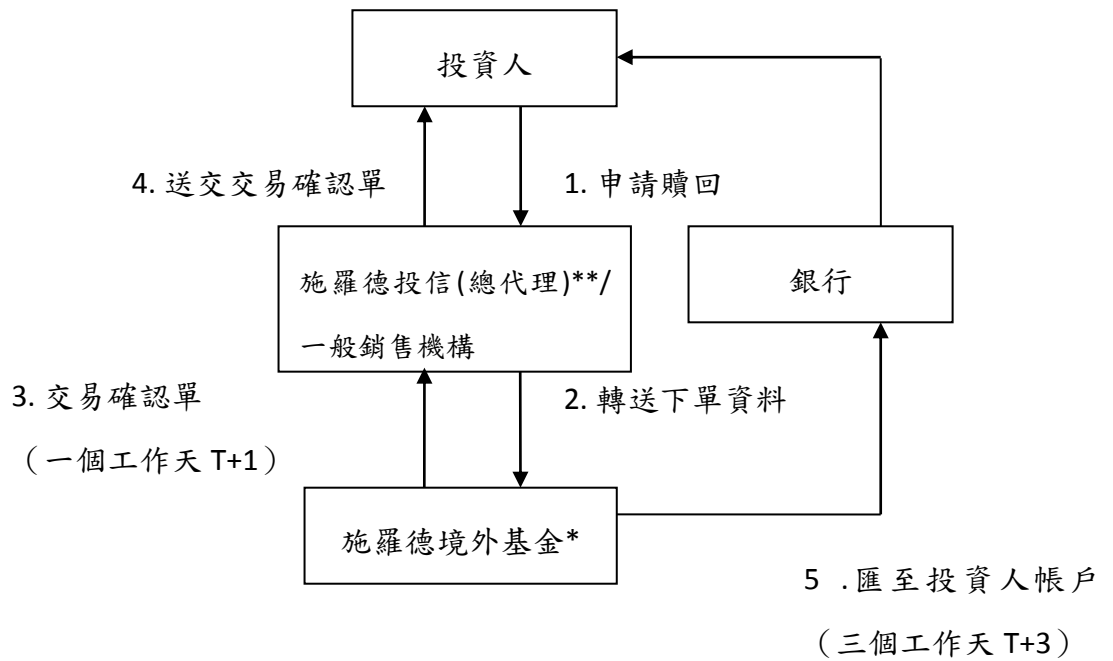 投資人
4. 送交交易確認單
1. 申請贖回
施羅德投信(總代理)**/
一般銷售機構
銀行
3. 交易確認單
（一個工作天 T+1）
2. 轉送下單資料
施羅德境外基金*
5 .匯至投資人帳戶
（三個工作天 T+3）